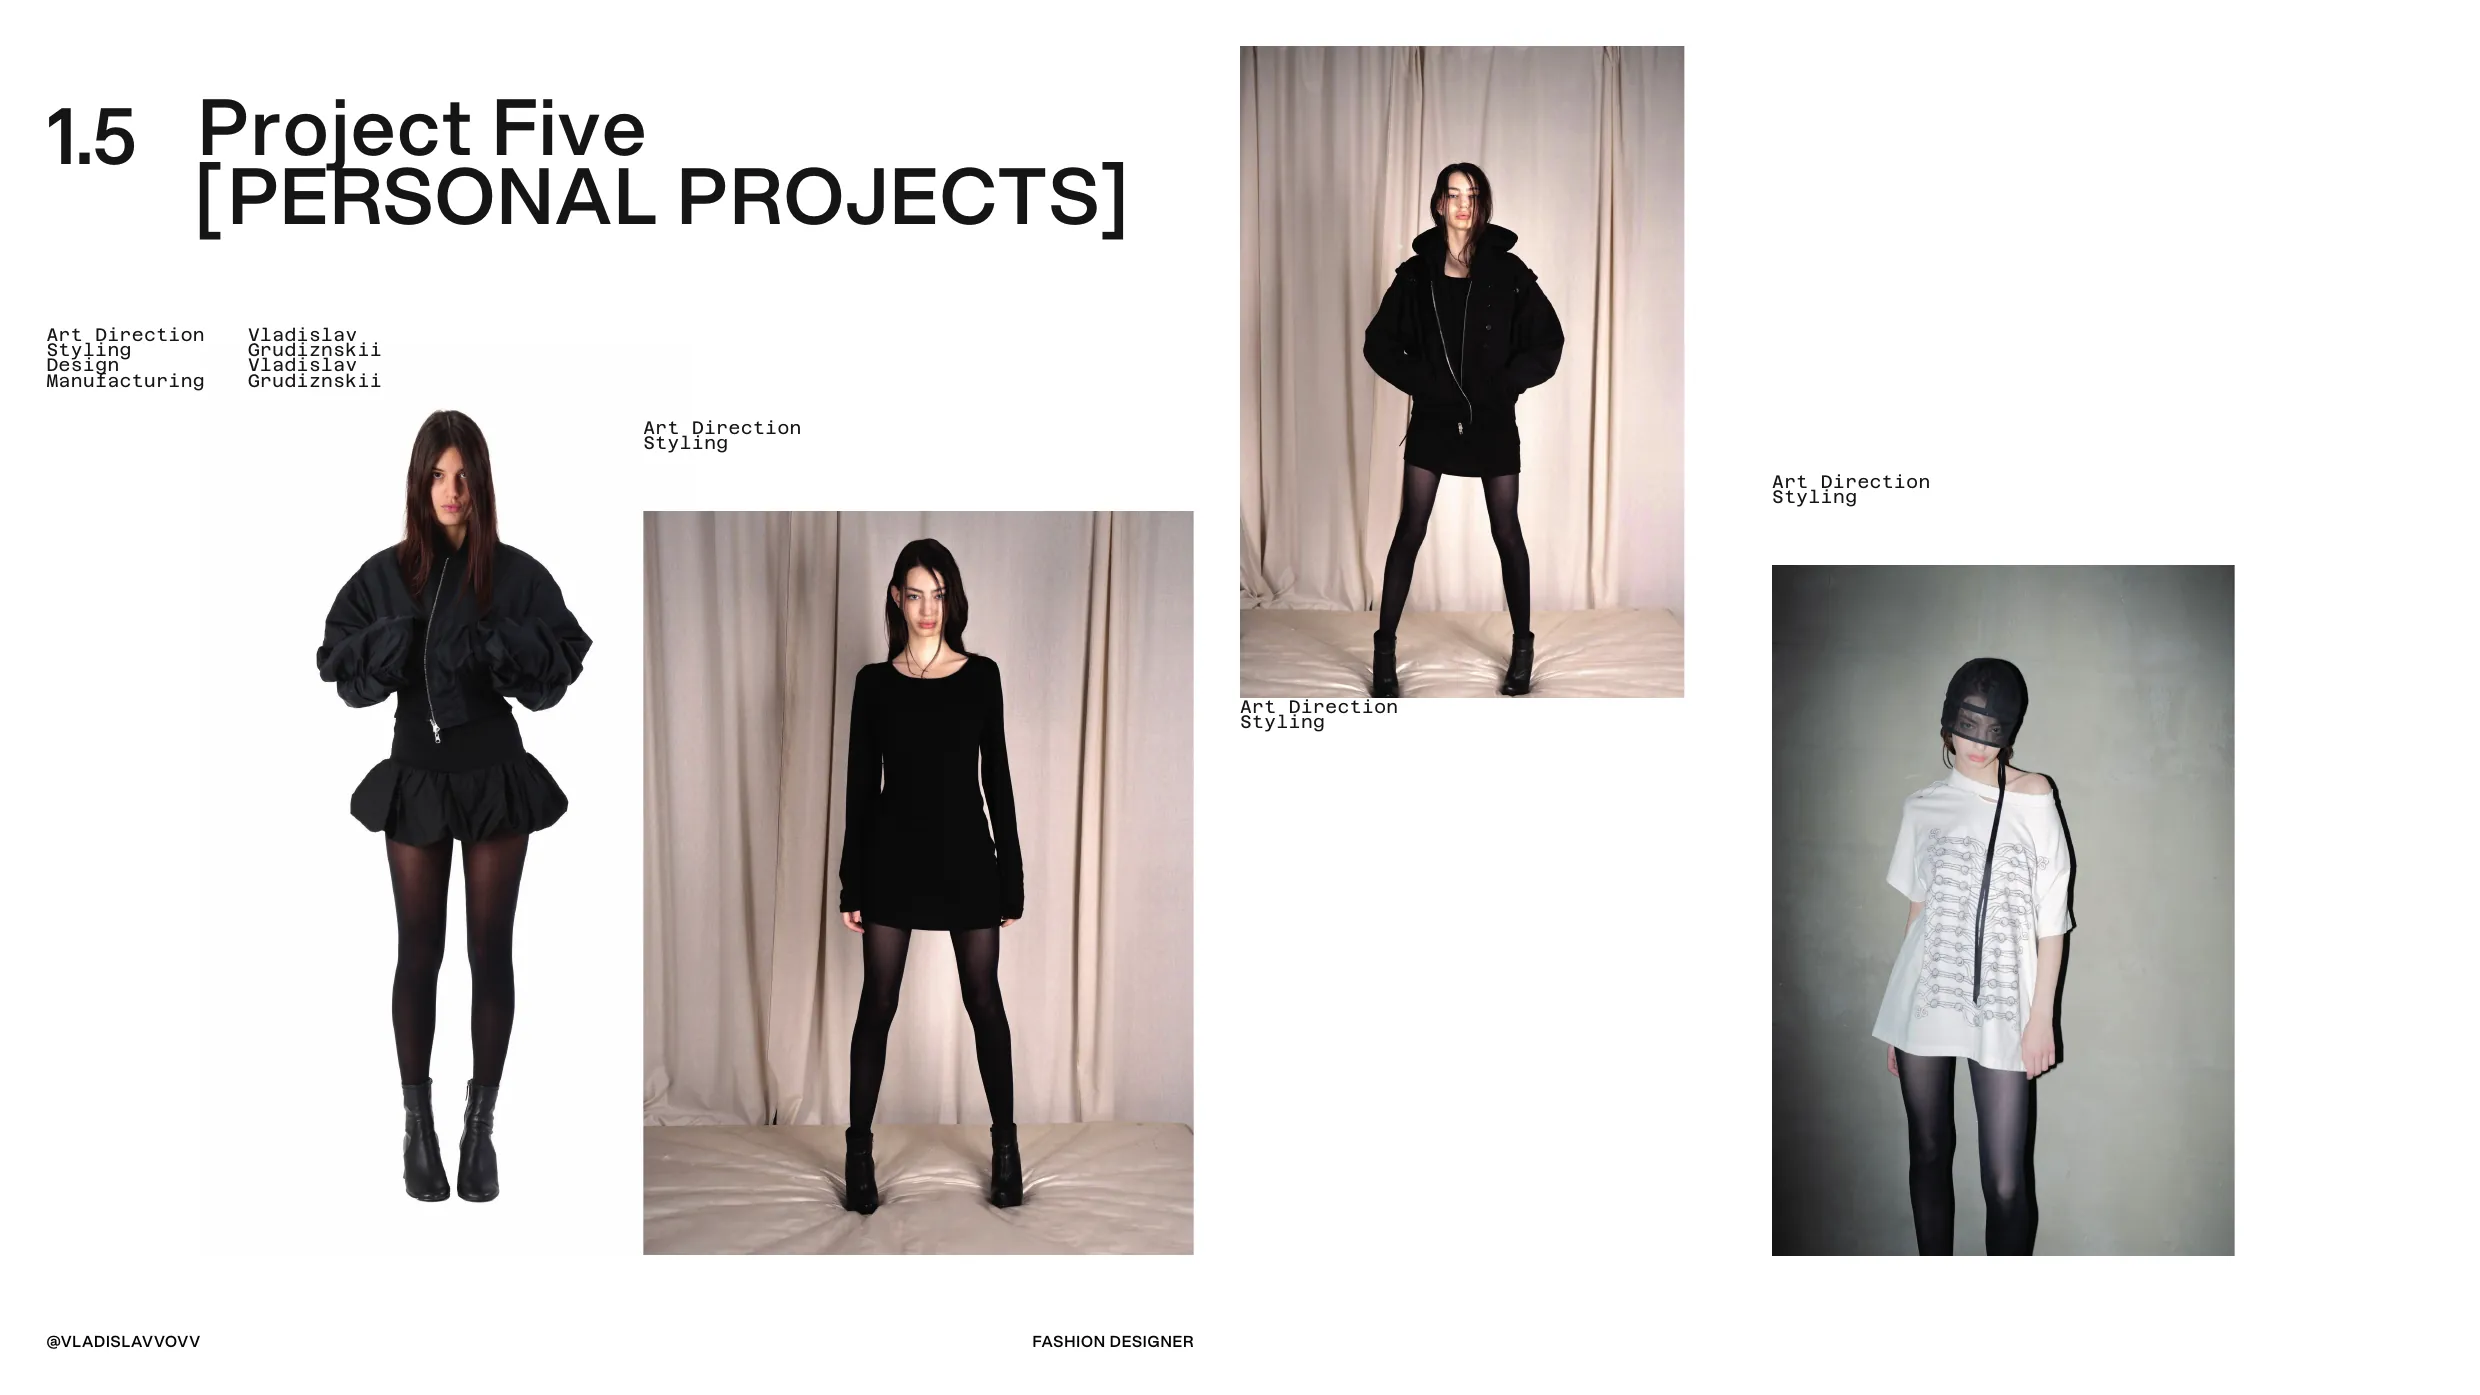 1.5
Project Five
[PERSONAL PROJECTS]
Art Direction
Styling
Design
Manufacturing
Vladislav
Grudiznskii
Vladislav
Grudiznskii
Art Direction
Styling
Art Direction
Styling
Art Direction
Styling
@VLADISLAVVOVV
FASHION DESIGNER